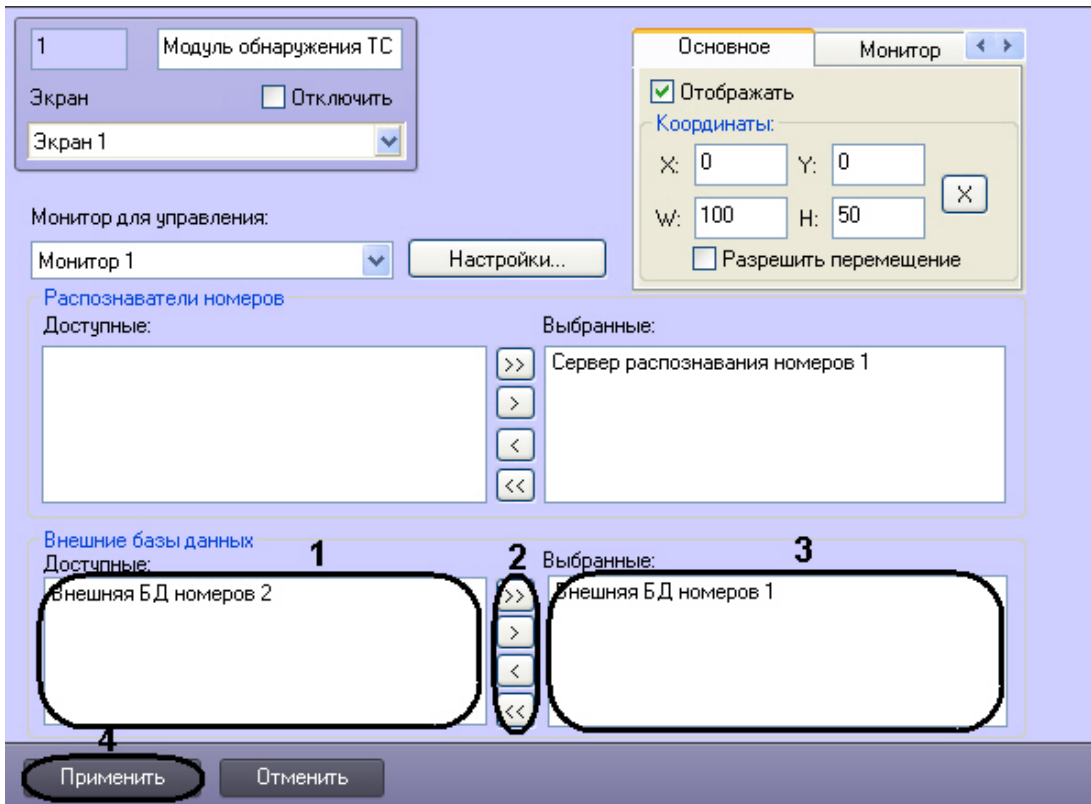 1
Модуль обнаружения ТС
Экран
Отключить
Экран 1
Основное
Монитор
Отображать
Координаты:
X: 0 Y: 0
X
W: 100 H: 50
Разрешить перемещение
Монитор для управления:
Монитор 1
Настройки...
Распознаватели номеров
Доступные:
Выбранные:
Сервер распознавания номеров 1
>>
>
<
<<
Внешние базы данных
1
2
3
Доступные:
Выбранные:
Внешняя БД номеров 2
Внешняя БД номеров 1
>>
>
<
<<
4
Применить
Отменить